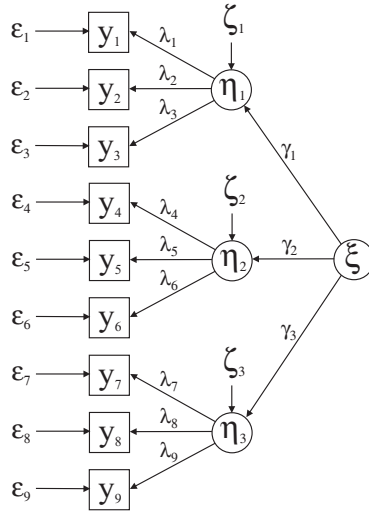 ε₁ y₁ λ₁ ζ₁
ε₂ y₂ λ₂ η₁
ε₃ y₃ λ₃ γ₁
ε₄ y₄ λ₄ ζ₂
ε₅ y₅ λ₅ η₂ γ₂ ξ
ε₆ y₆ λ₆
ε₇ y₇ λ₇ ζ₃ γ₃
ε₈ y₈ λ₈ η₃
ε₉ y₉ λ₉